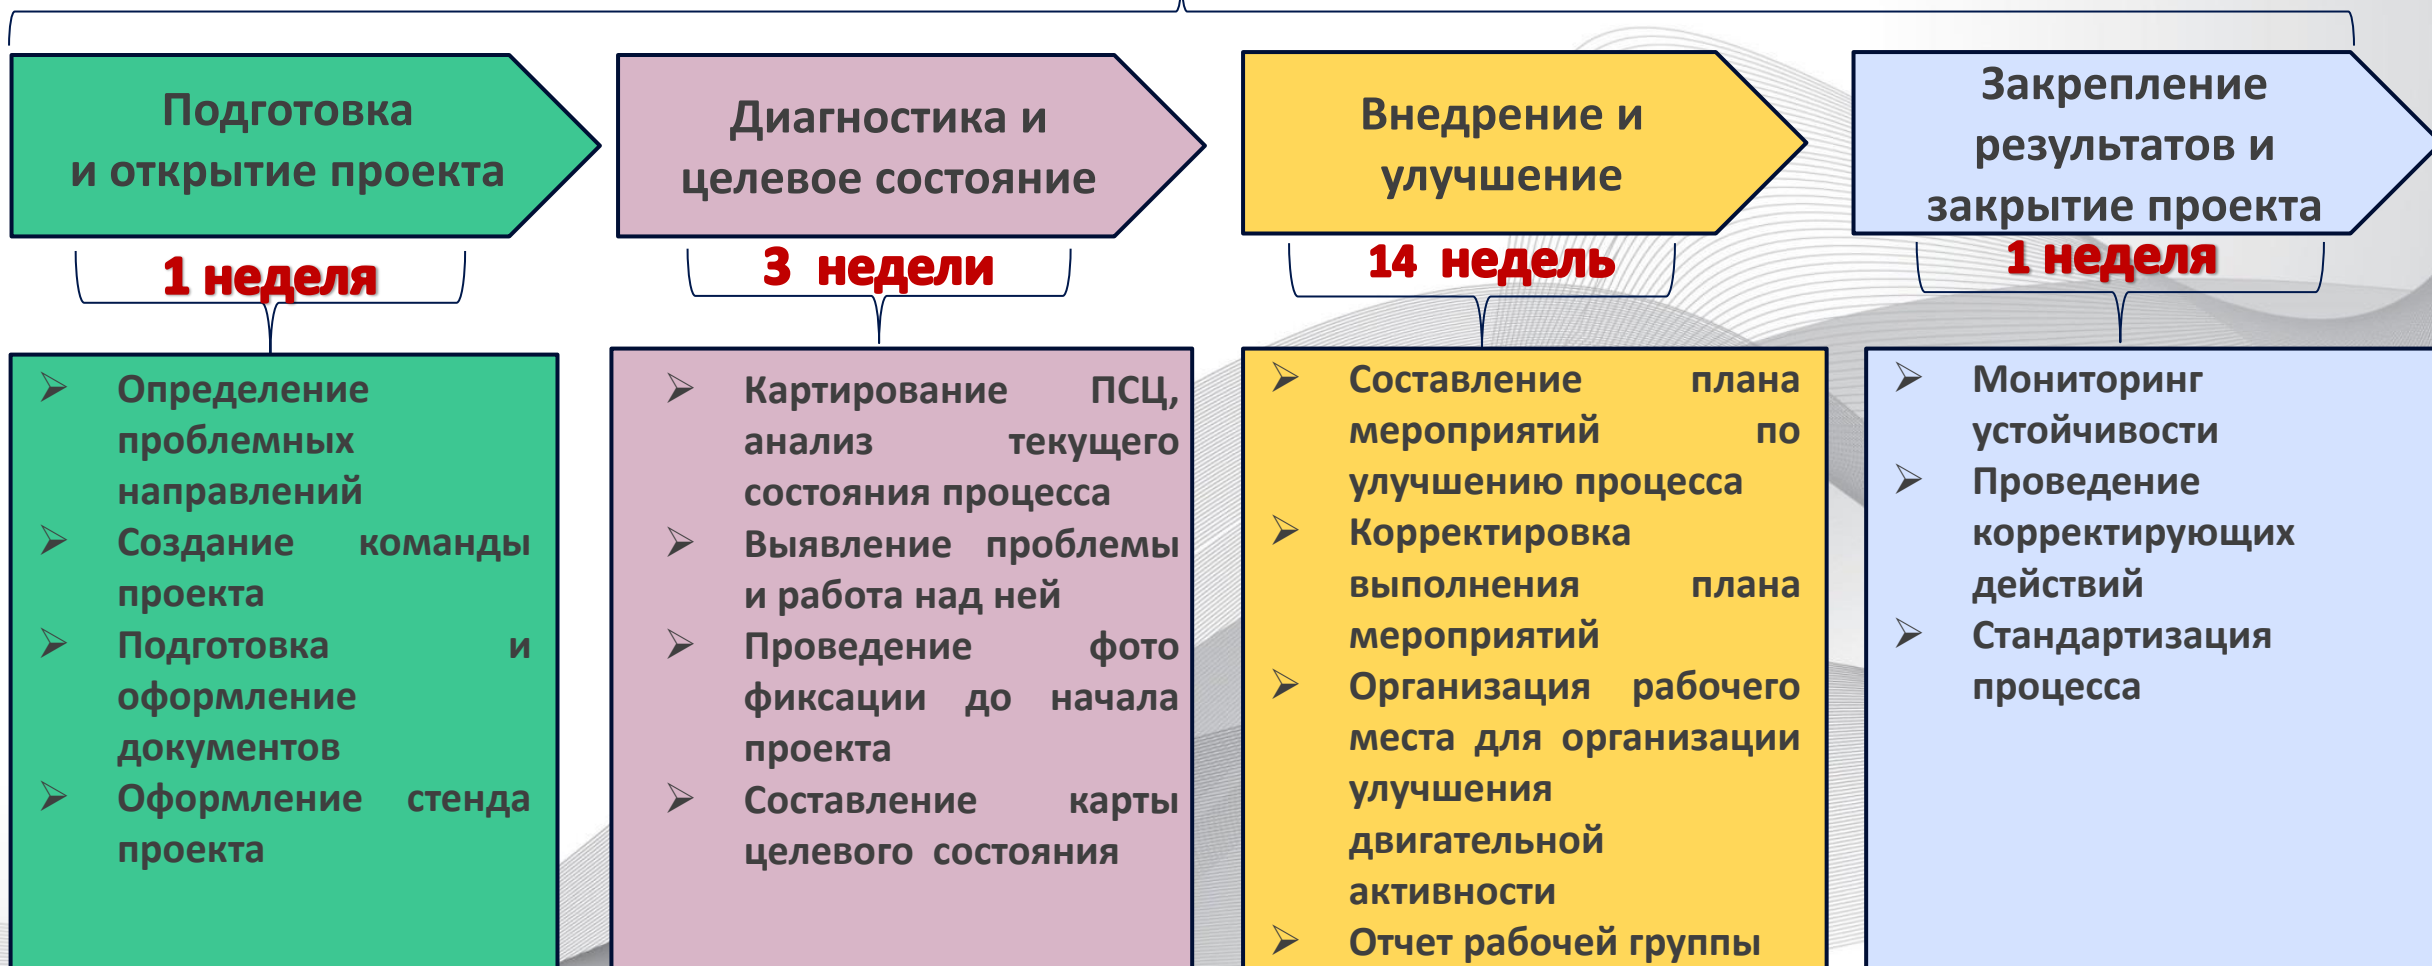 Подготовка
и открытие проекта
1 неделя
➢ Определение
проблемных
направлений
➢ Создание команды
проекта
➢ Подготовка и
оформление
документов
➢ Оформление стенда
проекта
Диагностика и
целевое состояние
3 недели
➢ Картирование ПСЦ,
анализ текущего
состояния процесса
➢ Выявление проблемы
и работа над ней
➢ Проведение фото
фиксации до начала
проекта
➢ Составление карты
целевого состояния
Внедрение и
улучшение
14 недель
➢ Составление плана
мероприятий по
улучшению процесса
➢ Корректировка
выполнения плана
мероприятий
➢ Организация рабочего
места для организации
улучшения
двигательной
активности
➢ Отчет рабочей группы
Закрепление
результатов и
закрытие проекта
1 неделя
➢ Мониторинг
устойчивости
➢ Проведение
корректирующих
действий
➢ Стандартизация
процесса